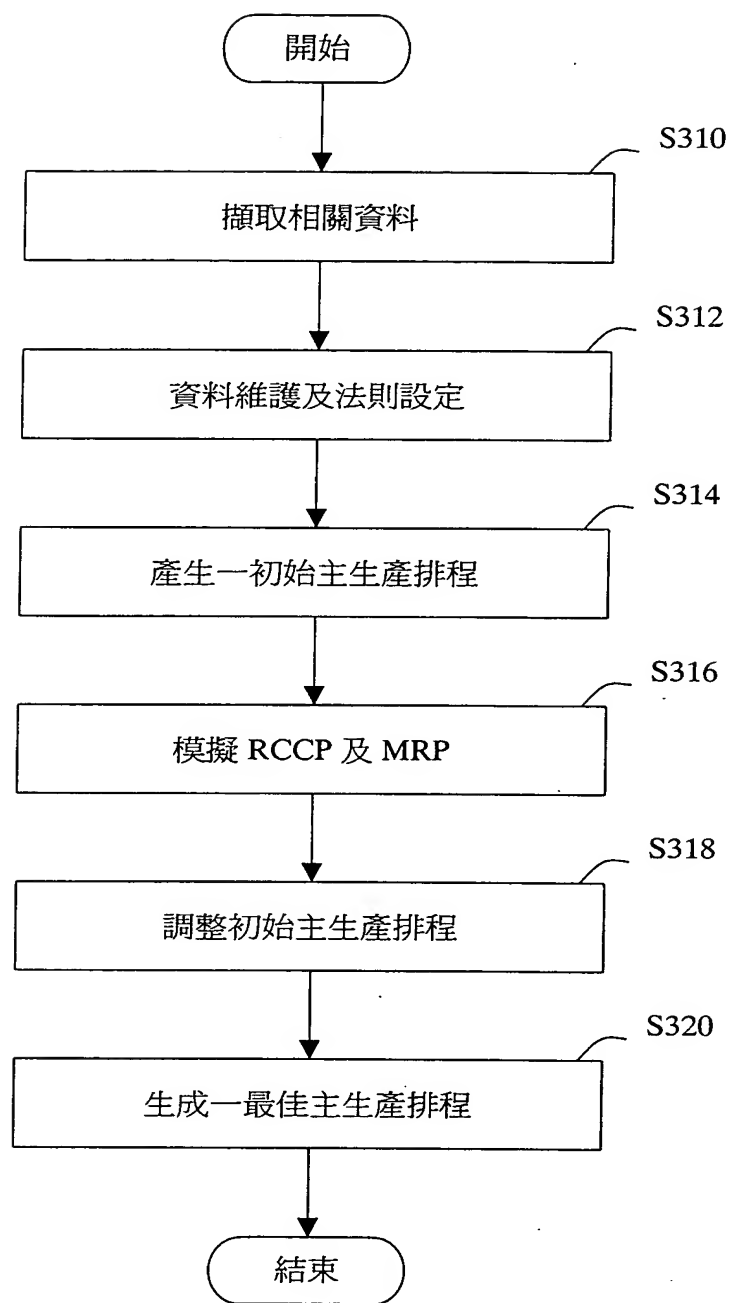 開始
S310
擷取相關資料
S312
資料維護及法則設定
S314
產生一初始主生產排程
S316
模擬 RCCP 及 MRP
S318
調整初始主生產排程
S320
生成一最佳主生產排程
結束